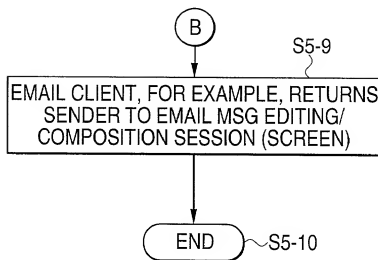 B
S5-9
EMAIL CLIENT, FOR EXAMPLE, RETURNS
SENDER TO EMAIL MSG EDITING/
COMPOSITION SESSION (SCREEN)
END
S5-10